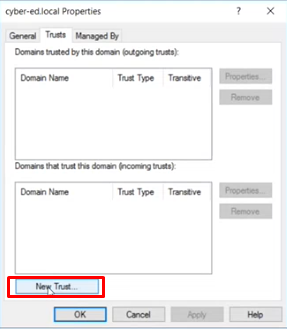 cyber-ed.local Properties ? ×
General Trusts Managed By
Domains trusted by this domain (outgoing trusts):
Domain Name Trust Type Transitive Properties...
Remove
Domains that trust this domain (incoming trusts):
Domain Name Trust Type Transitive Properties...
Remove
New Trust...
OK Cancel Apply Help